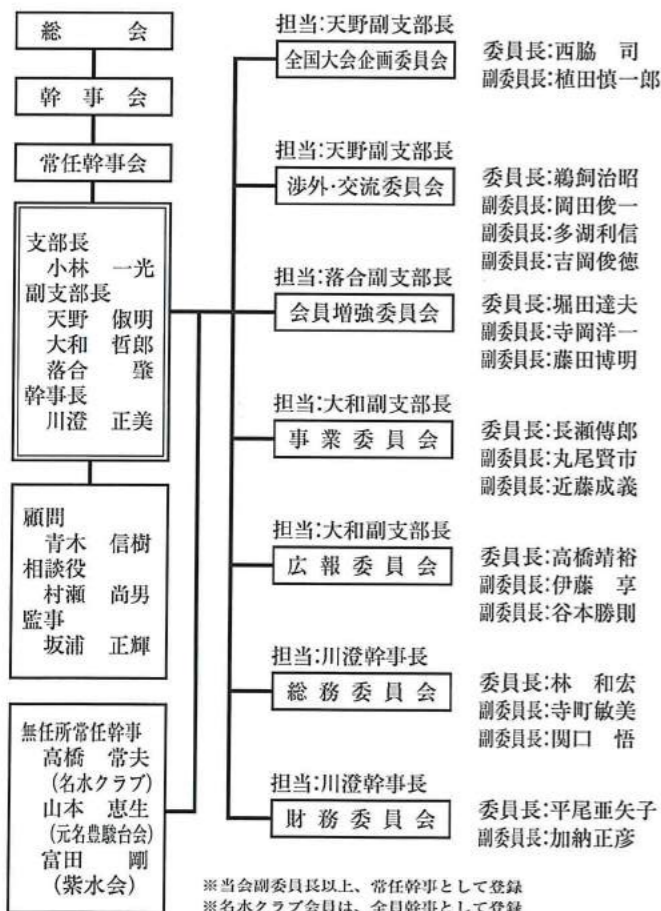 総会
幹事会
常任幹事会
支部長
小林 一光
副支部長
天野 俶明
大和 哲郎
落合 肇
幹事長
川澄 正美
顧問
青木 信樹
相談役
村瀬 尚男
監事
坂浦 正輝
無任所常任幹事
高橋 常夫
(名水クラブ)
山本 恵生
(元名豊駿台会)
富田 剛
(紫水会)
担当:天野副支部長
全国大会企画委員会
委員長:西脇 司
副委員長:植田慎一郎
担当:天野副支部長
渉外・交流委員会
委員長:鵜飼治昭
副委員長:岡田俊一
副委員長:多湖利信
副委員長:吉岡俊徳
担当:落合副支部長
会員増強委員会
委員長:堀田達夫
副委員長:寺岡洋一
副委員長:藤田博明
担当:大和副支部長
事業委員会
委員長:長瀬傳郎
副委員長:丸尾賢市
副委員長:近藤成義
担当:大和副支部長
広報委員会
委員長:高橋靖裕
副委員長:伊藤 享
副委員長:谷本勝則
担当:川澄幹事長
総務委員会
委員長:林 和宏
副委員長:寺町敏美
副委員長:関口 悟
担当:川澄幹事長
財務委員会
委員長:平尾亜矢子
副委員長:加納正彦
※当会副委員長以上、常任幹事として登録
※名水クラブ会員は、全員幹事として登録